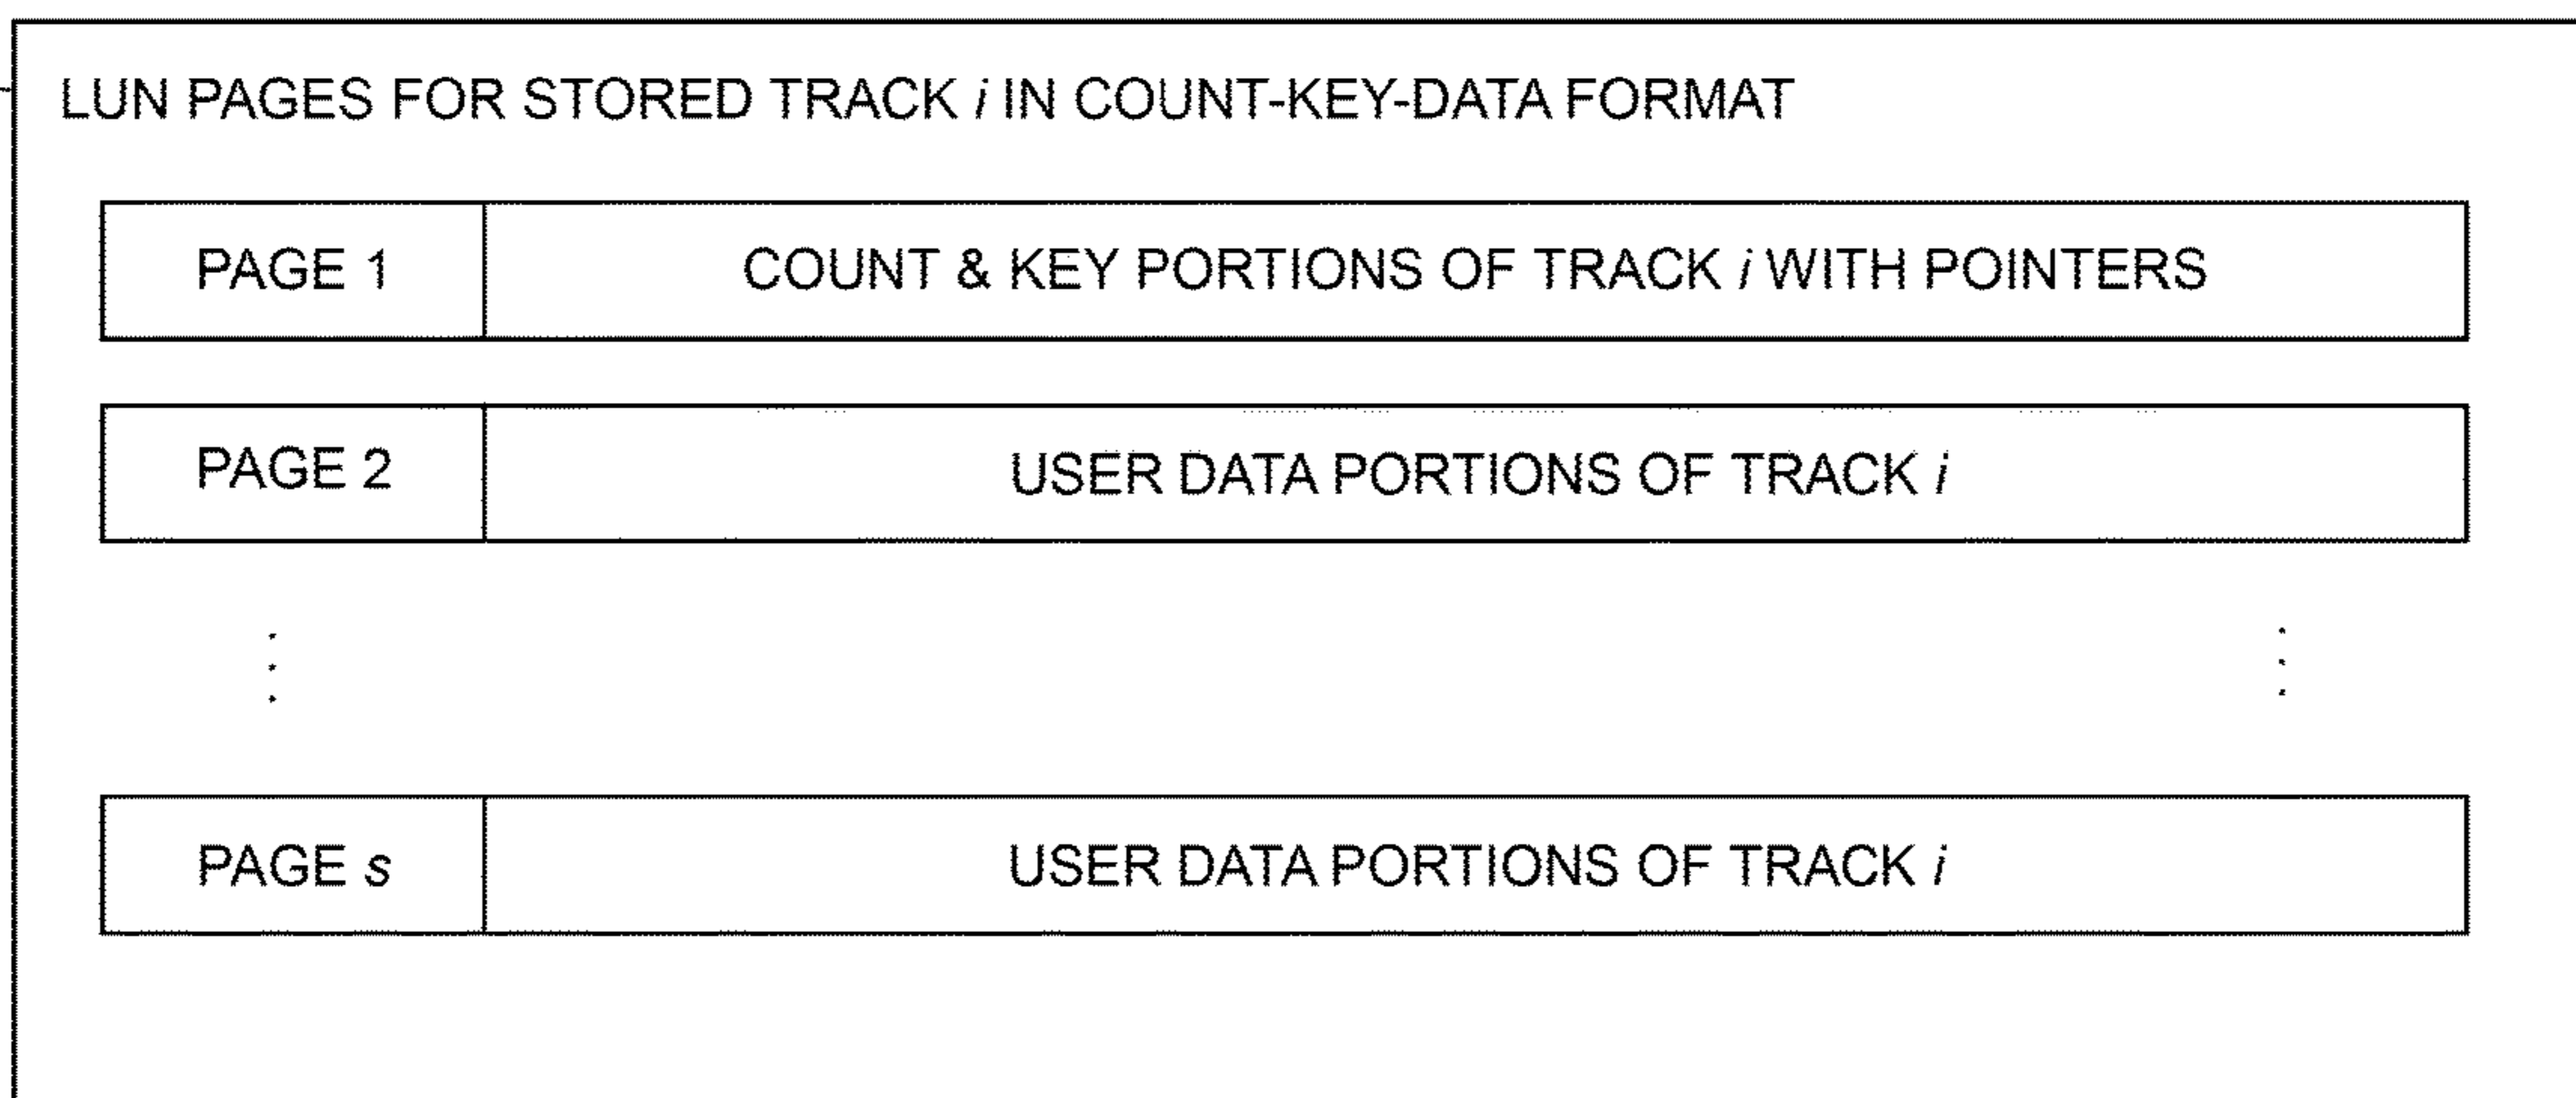 LUN PAGES FOR STORED TRACK i IN COUNT-KEY-DATA FORMAT
PAGE 1 COUNT & KEY PORTIONS OF TRACK i WITH POINTERS
PAGE 2 USER DATA PORTIONS OF TRACK i
PAGE s USER DATA PORTIONS OF TRACK i